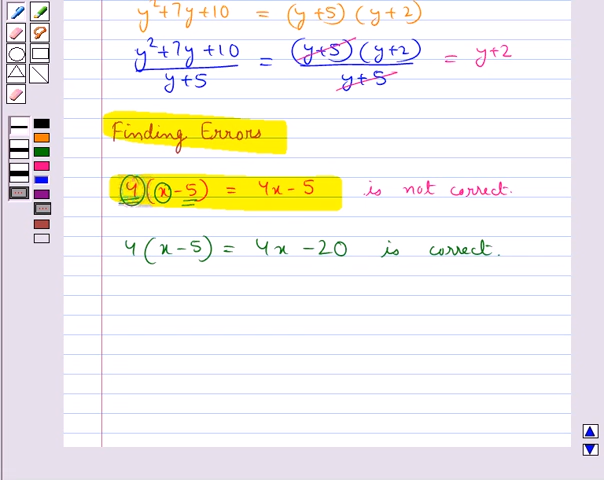 y²+7y+10 = (y+5) (y+2)
y²+7y+10 / y+5 = (y+5) (y+2) / y+5 = y+2
Finding Errors
4(x-5) = 4x-5 is not correct.
4(x-5) = 4x-20 is correct.